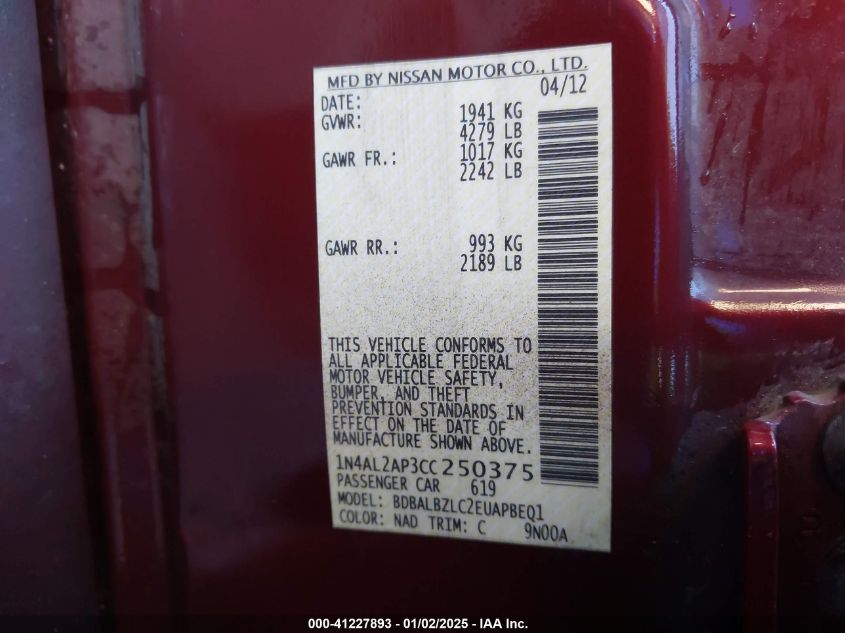 MFD BY NISSAN MOTOR CO., LTD.
DATE: 04/12
GVWR: 1941 KG
4279 LB
GAWR FR.: 1017 KG
2242 LB
GAWR RR.: 993 KG
2189 LB
THIS VEHICLE CONFORMS TO
ALL APPLICABLE FEDERAL
MOTOR VEHICLE SAFETY,
BUMPER, AND THEFT
PREVENTION STANDARDS IN
EFFECT ON THE DATE OF
MANUFACTURE SHOWN ABOVE.
1N4AL2AP3CC250375
PASSENGER CAR 619
MODEL: BDBALBZLC2EUAPBEQ1
COLOR: NAD TRIM: C 9N00A
000-41227893 - 01/02/2025 - IAA Inc.